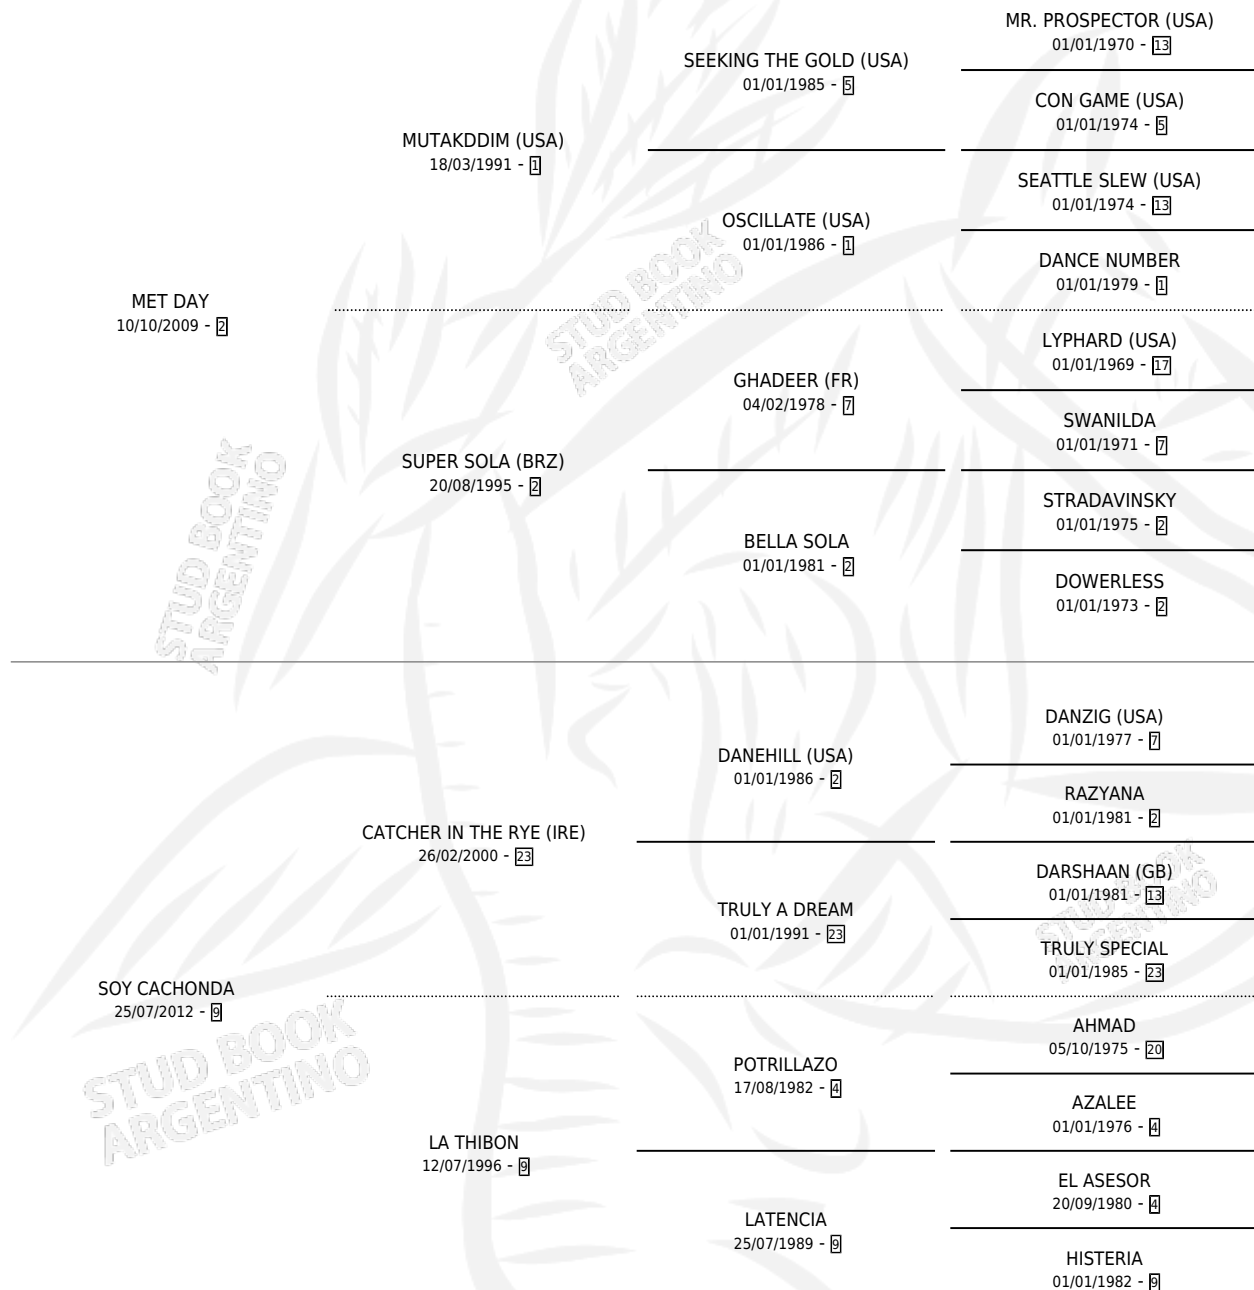 MR. PROSPECTOR (USA)
01/01/1970 - 13
SEEKING THE GOLD (USA)
01/01/1985 - 5
CON GAME (USA)
01/01/1974 - 5
MUTAKDDIM (USA)
18/03/1991 - 1
SEATTLE SLEW (USA)
01/01/1974 - 13
OSCILLATE (USA)
01/01/1986 - 1
DANCE NUMBER
01/01/1979 - 1
MET DAY
10/10/2009 - 2
LYPHARD (USA)
01/01/1969 - 17
GHADEER (FR)
04/02/1978 - 7
SWANILDA
01/01/1971 - 7
SUPER SOLA (BRZ)
20/08/1995 - 2
STRADAVINSKY
01/01/1975 - 2
BELLA SOLA
01/01/1981 - 2
DOWERLESS
01/01/1973 - 2
DANZIG (USA)
01/01/1977 - 7
DANEHILL (USA)
01/01/1986 - 2
RAZYANA
01/01/1981 - 2
CATCHER IN THE RYE (IRE)
26/02/2000 - 23
DARSHAAN (GB)
01/01/1981 - 13
TRULY A DREAM
01/01/1991 - 23
TRULY SPECIAL
01/01/1985 - 23
SOY CACHONDA
25/07/2012 - 9
AHMAD
05/10/1975 - 20
POTRILLAZO
17/08/1982 - 4
AZALEE
01/01/1976 - 4
LA THIBON
12/07/1996 - 9
EL ASESOR
20/09/1980 - 4
LATENCIA
25/07/1989 - 9
HISTERIA
01/01/1982 - 9
STUD BOOK
ARGENTINO
STUD BOOK
ARGENTINO
STUD BOOK
ARGENTINO
STUD BOOK
ARGENTINO